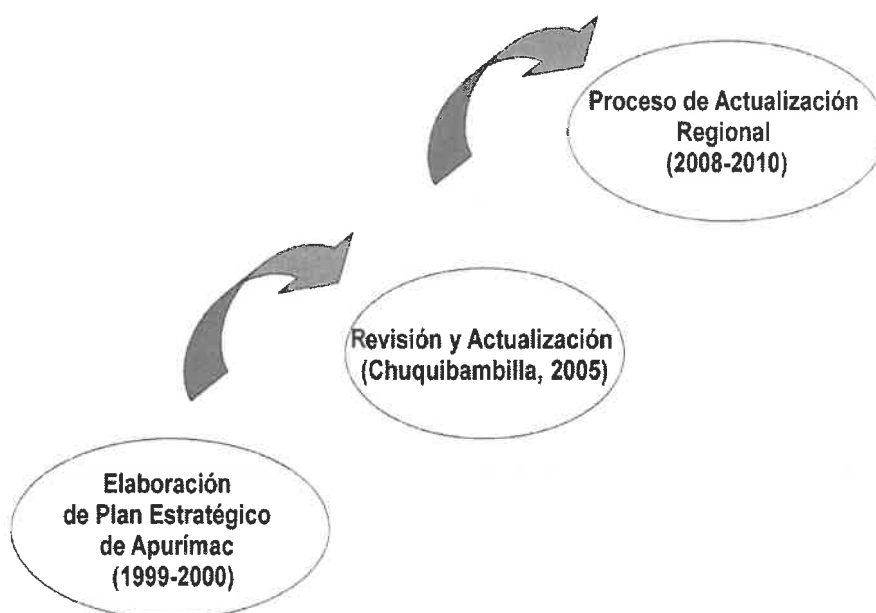 Proceso de Actualización
Regional
(2008-2010)
Revisión y Actualización
(Chuquibambilla, 2005)
Elaboración
de Plan Estratégico
de Apurímac
(1999-2000)